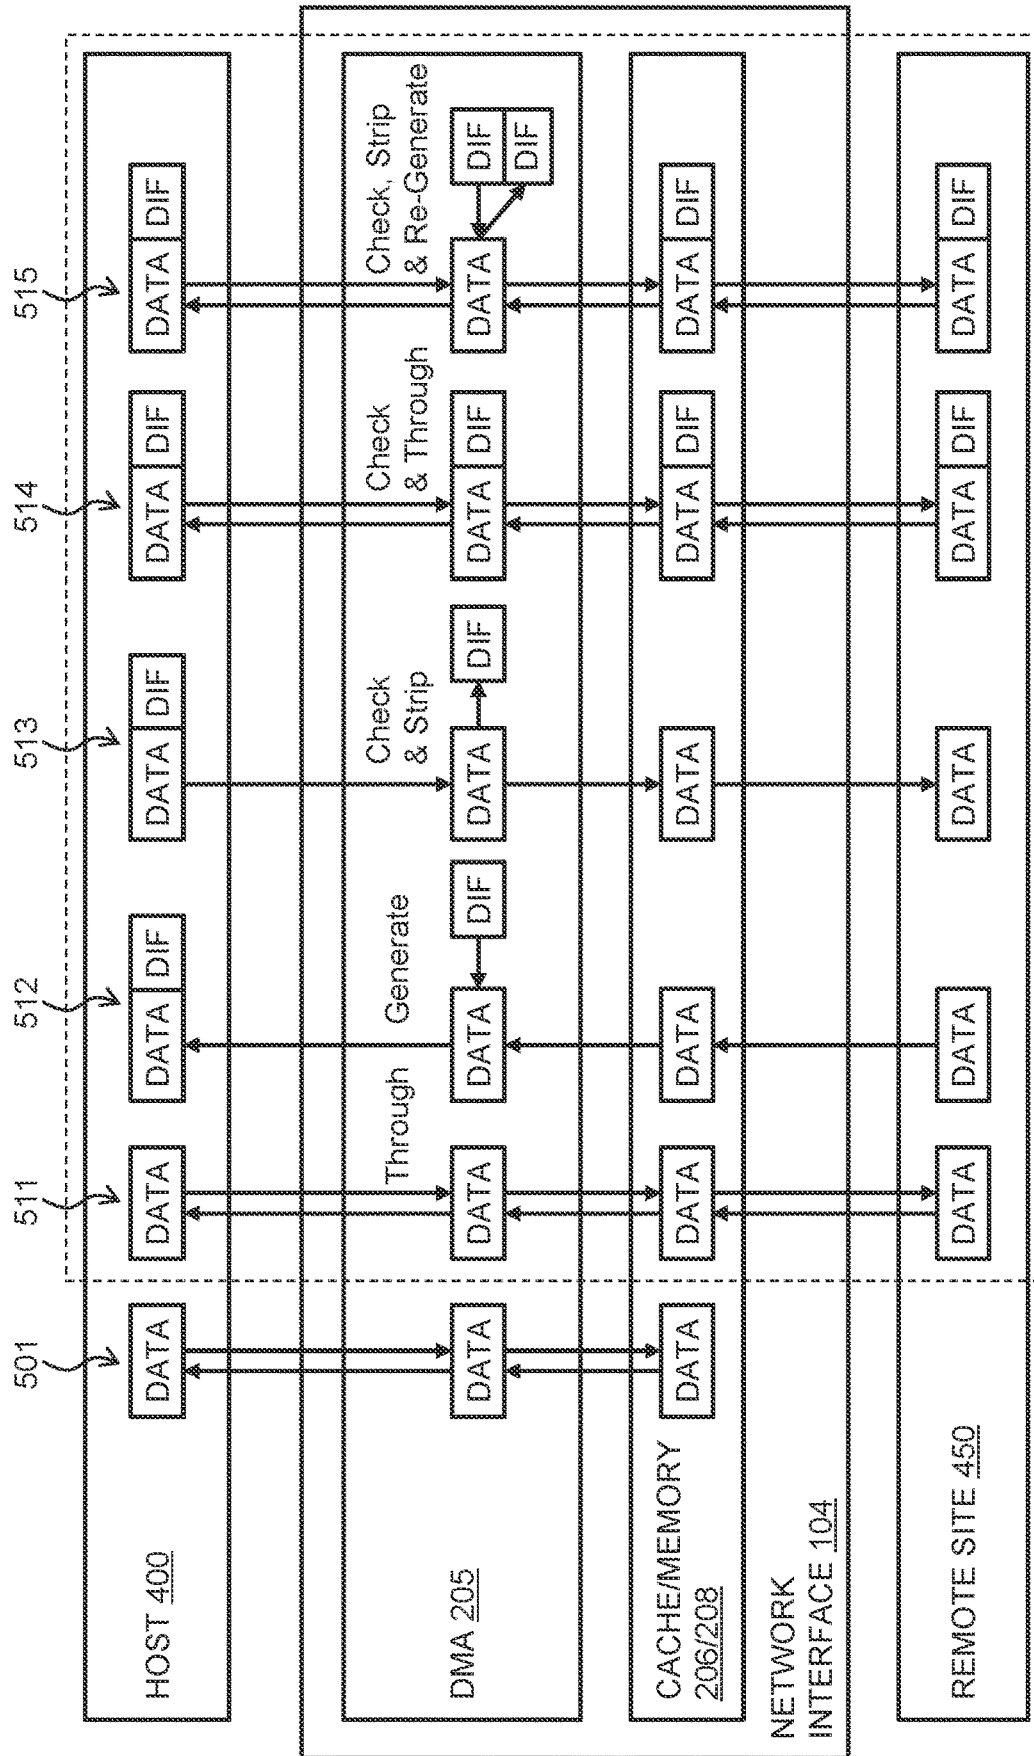 501
511
512
513
514
515
HOST 400
DATA
DATA
DATA DIF
DATA DIF
DATA DIF
DATA DIF
Through
Generate
Check
& Strip
Check
& Through
Check, Strip
& Re-Generate
DMA 205
DATA
DATA
DATA
DIF
DATA
DIF
DATA DIF
DATA
DIF
DIF
CACHE/MEMORY
206/208
DATA
DATA
DATA
DATA
DATA DIF
DATA DIF
NETWORK
INTERFACE 104
REMOTE SITE 450
DATA
DATA
DATA
DATA DIF
DATA DIF